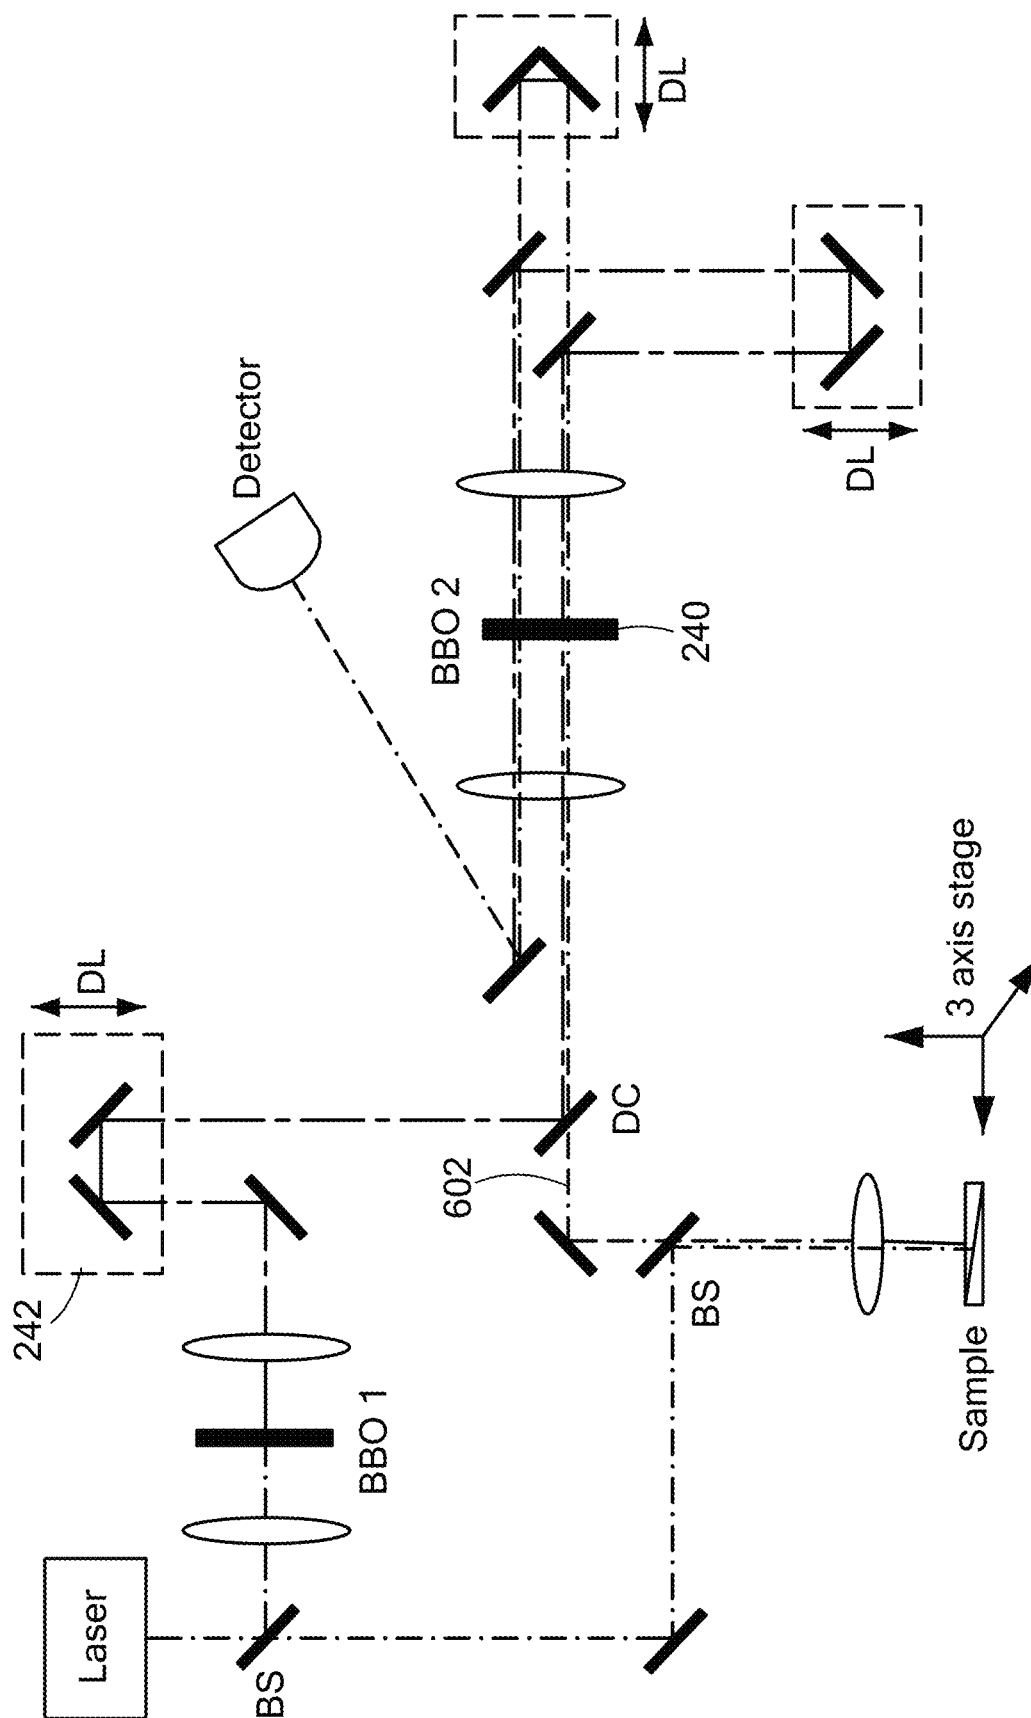 Laser
BS
BBO 1
242
DL
BS
602
DC
Sample
3 axis stage
Detector
BBO 2
240
DL
DL